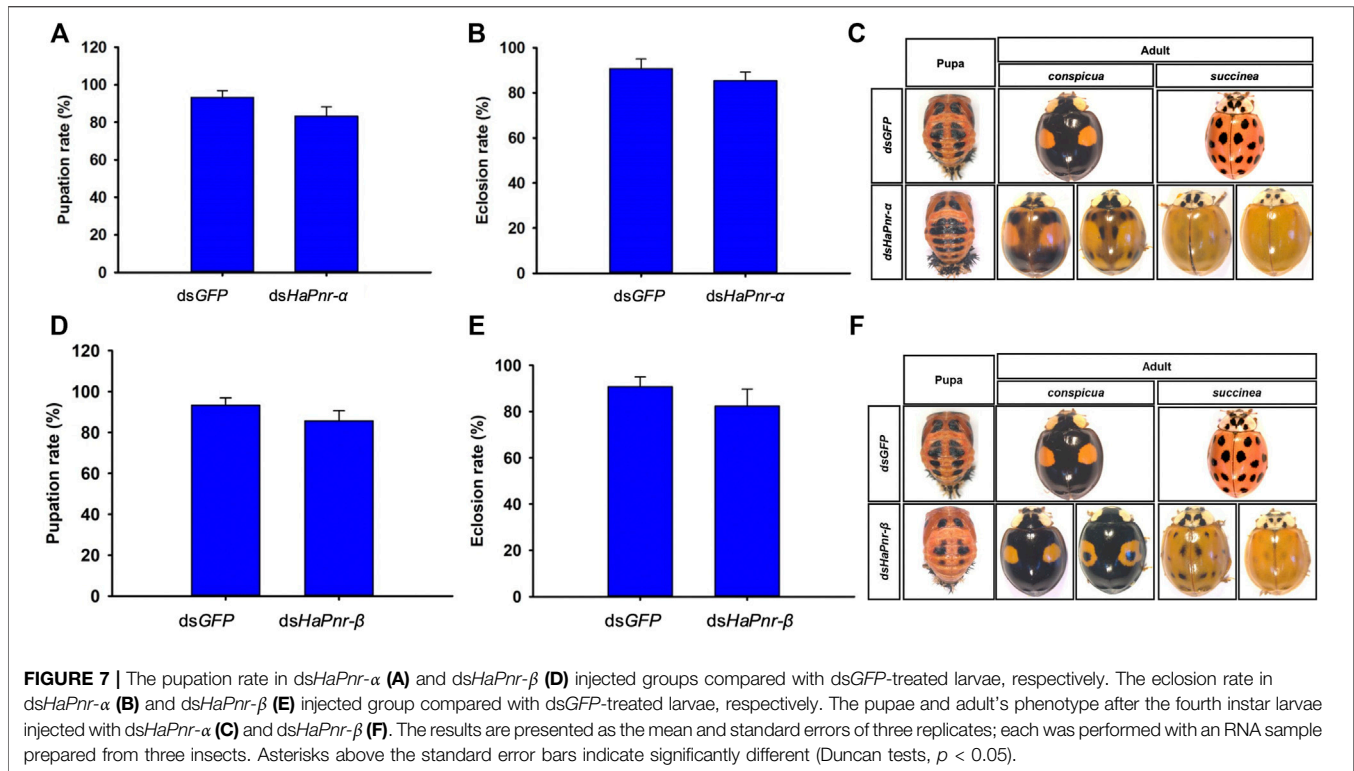 A
120
100
80
60
40
20
0
Pupation rate (%)
dsGFP dsHaPnr-α
B
100
80
60
40
20
0
Eclosion rate (%)
dsGFP dsHaPnr-α
C
Pupa
Adult
conspicua succinea
dsGFP
dsHaPnr-α
D
120
100
80
60
40
20
0
Pupation rate (%)
dsGFP dsHaPnr-β
E
100
80
60
40
20
0
Eclosion rate (%)
dsGFP dsHaPnr-β
F
Pupa
Adult
conspicua succinea
dsGFP
dsHaPnr-β
FIGURE 7 | The pupation rate in dsHaPnr-α (A) and dsHaPnr-β (D) injected groups compared with dsGFP-treated larvae, respectively. The eclosion rate in
dsHaPnr-α (B) and dsHaPnr-β (E) injected group compared with dsGFP-treated larvae, respectively. The pupae and adult's phenotype after the fourth instar larvae
injected with dsHaPnr-α (C) and dsHaPnr-β (F). The results are presented as the mean and standard errors of three replicates; each was performed with an RNA sample
prepared from three insects. Asterisks above the standard error bars indicate significantly different (Duncan tests, p < 0.05).